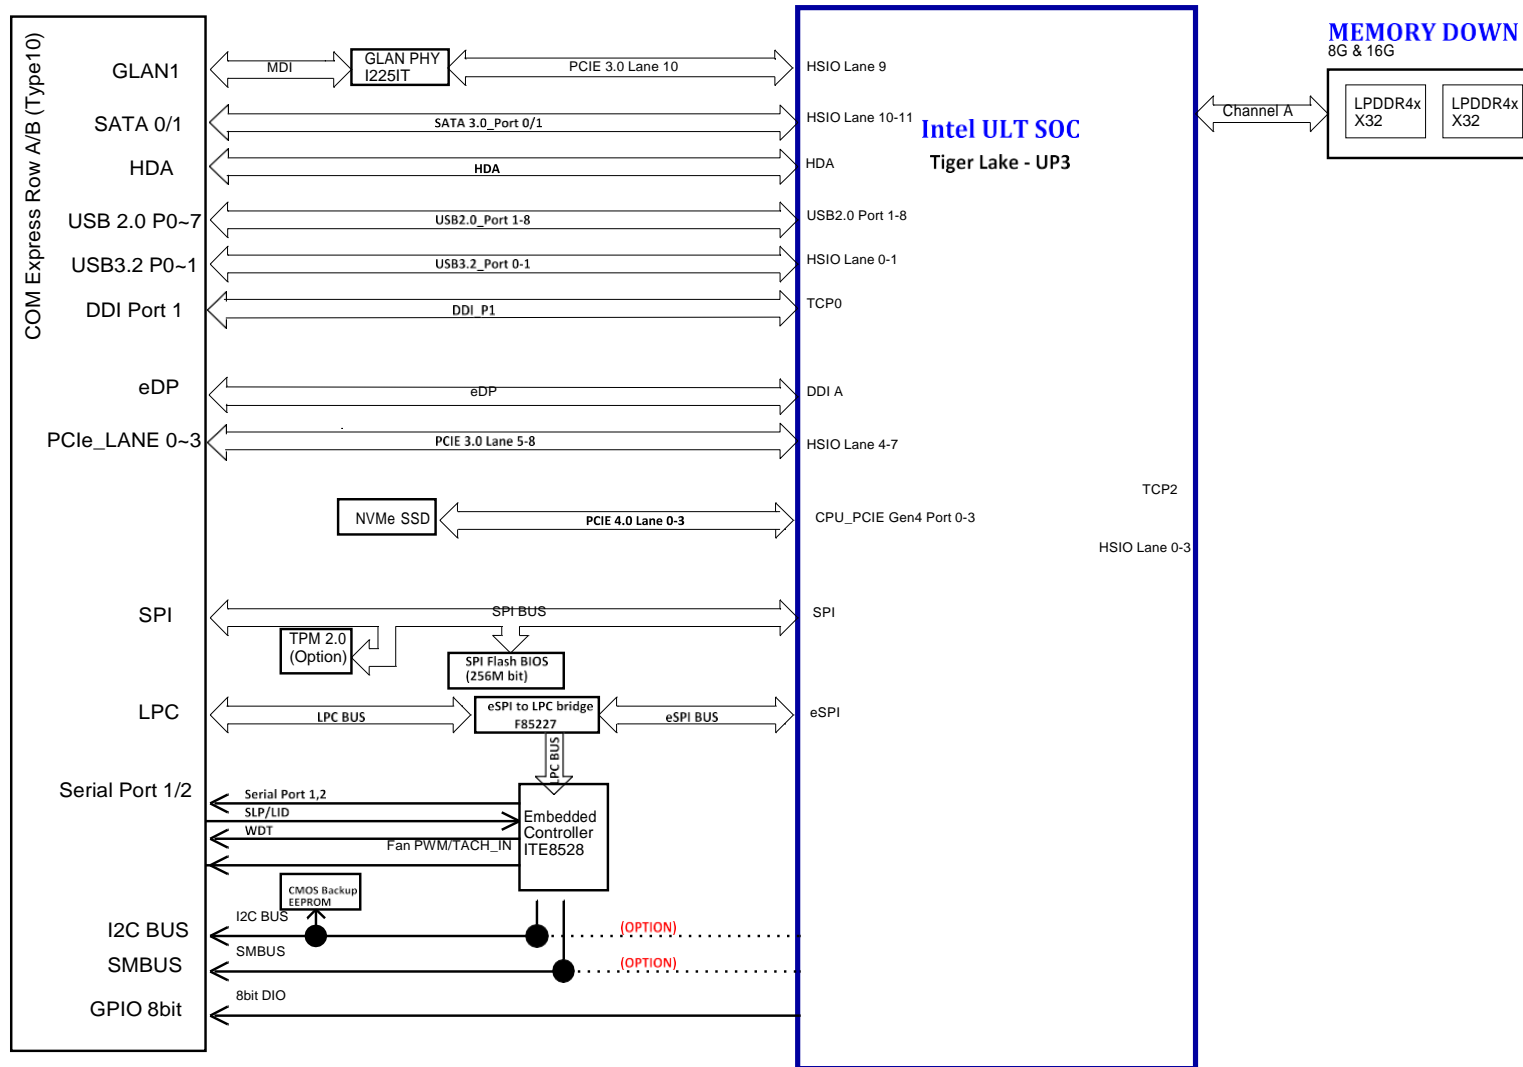 COM Express Row A/B (Type10)
GLAN1
MDI
GLAN PHY
I225IT
PCIE 3.0 Lane 10
HSIO Lane 9
SATA 0/1
SATA 3.0_Port 0/1
HSIO Lane 10-11
HDA
HDA
HDA
USB 2.0 P0~7
USB2.0_Port 1-8
USB2.0 Port 1-8
USB3.2 P0~1
USB3.2_Port 0-1
HSIO Lane 0-1
DDI Port 1
DDI_P1
TCP0
eDP
eDP
DDI A
PCIe_LANE 0~3
PCIE 3.0 Lane 5-8
HSIO Lane 4-7
NVMe SSD
PCIE 4.0 Lane 0-3
CPU_PCIE Gen4 Port 0-3
SPI
SPI BUS
SPI
TPM 2.0
(Option)
SPI Flash BIOS
(256M bit)
LPC
LPC BUS
eSPI to LPC bridge
F85227
eSPI BUS
eSPI
LPC BUS
Serial Port 1/2
Serial Port 1,2
SLP/LID
WDT
Fan PWM/TACH_IN
Embedded
Controller
ITE8528
CMOS Backup
EEPROM
I2C BUS
I2C BUS
(OPTION)
SMBUS
SMBUS
(OPTION)
GPIO 8bit
8bit DIO
Intel ULT SOC
Tiger Lake - UP3
TCP2
HSIO Lane 0-3
Channel A
MEMORY DOWN
8G & 16G
LPDDR4x
X32
LPDDR4x
X32